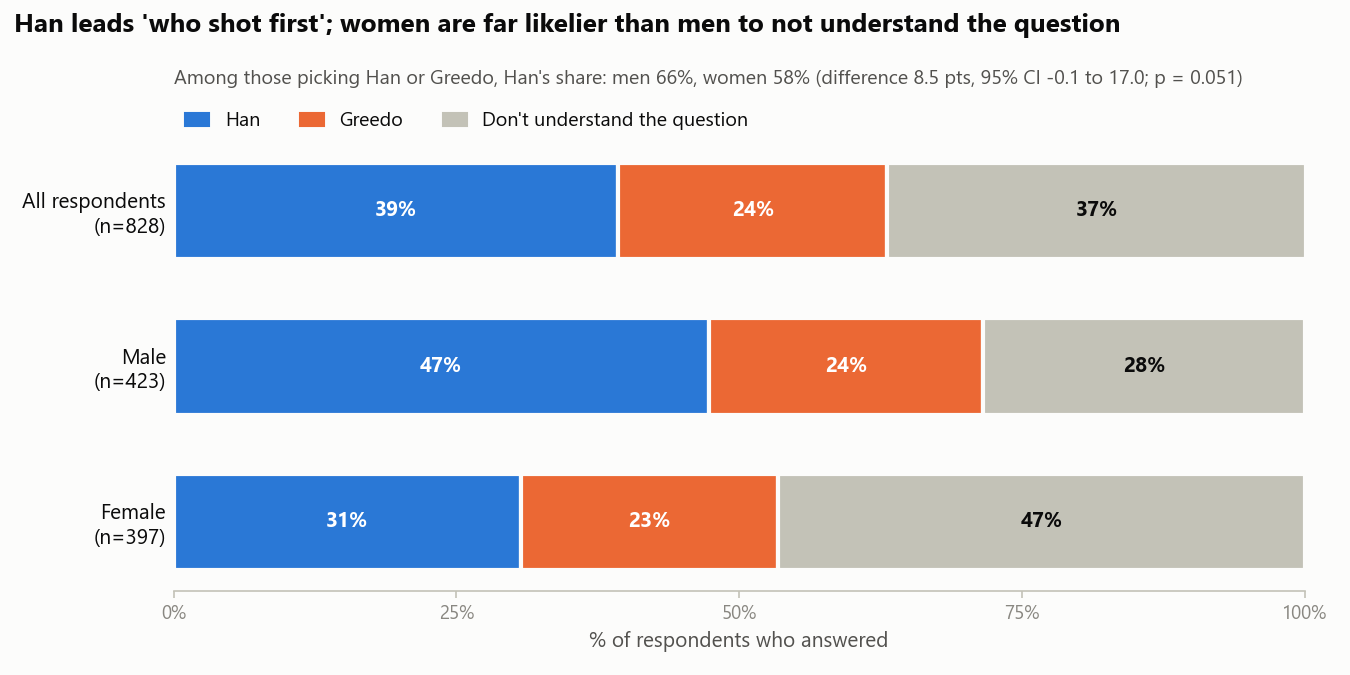 Han leads 'who shot first'; women are far likelier than men to not understand the question
Among those picking Han or Greedo, Han's share: men 66%, women 58% (difference 8.5 pts, 95% CI -0.1 to 17.0; p = 0.051)
Han Greedo Don't understand the question
All respondents
(n=828)
39% 24% 37%
Male
(n=423)
47% 24% 28%
Female
(n=397)
31% 23% 47%
0% 25% 50% 75% 100%
% of respondents who answered